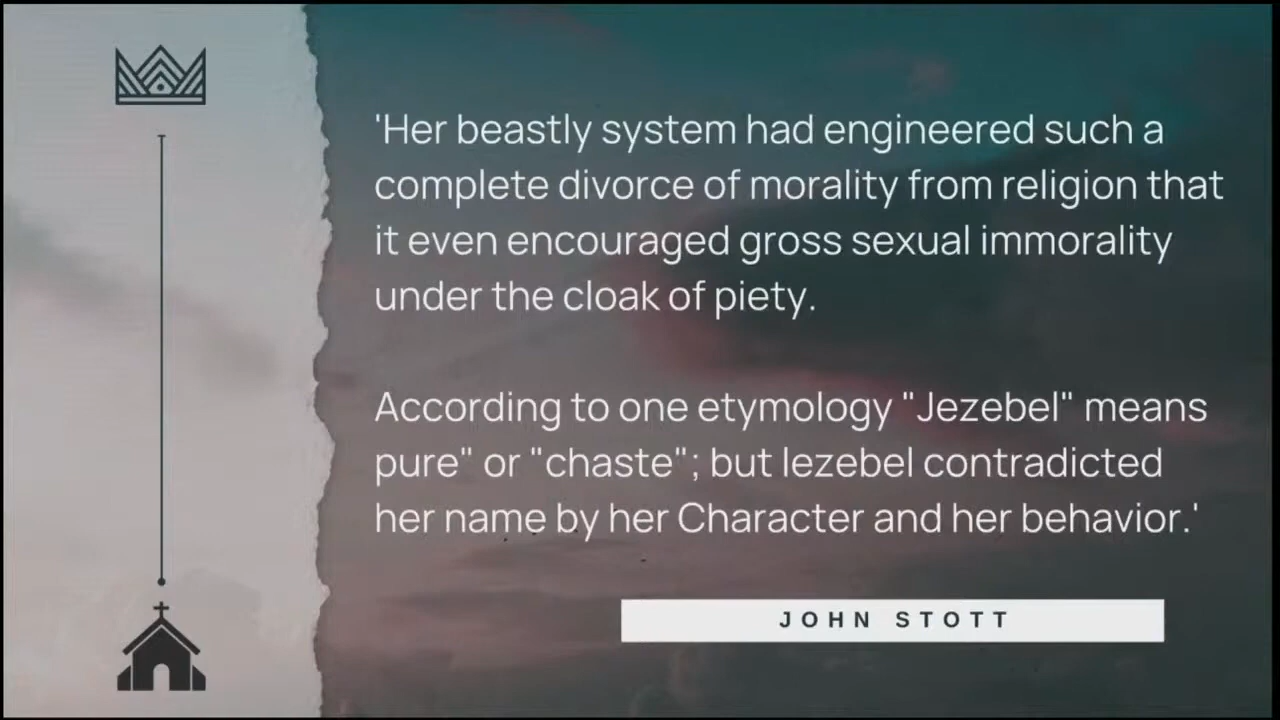 'Her beastly system had engineered such a
complete divorce of morality from religion that
it even encouraged gross sexual immorality
under the cloak of piety.
According to one etymology "Jezebel" means
pure" or "chaste"; but lezebel contradicted
her name by her Character and her behavior.'
JOHN STOTT